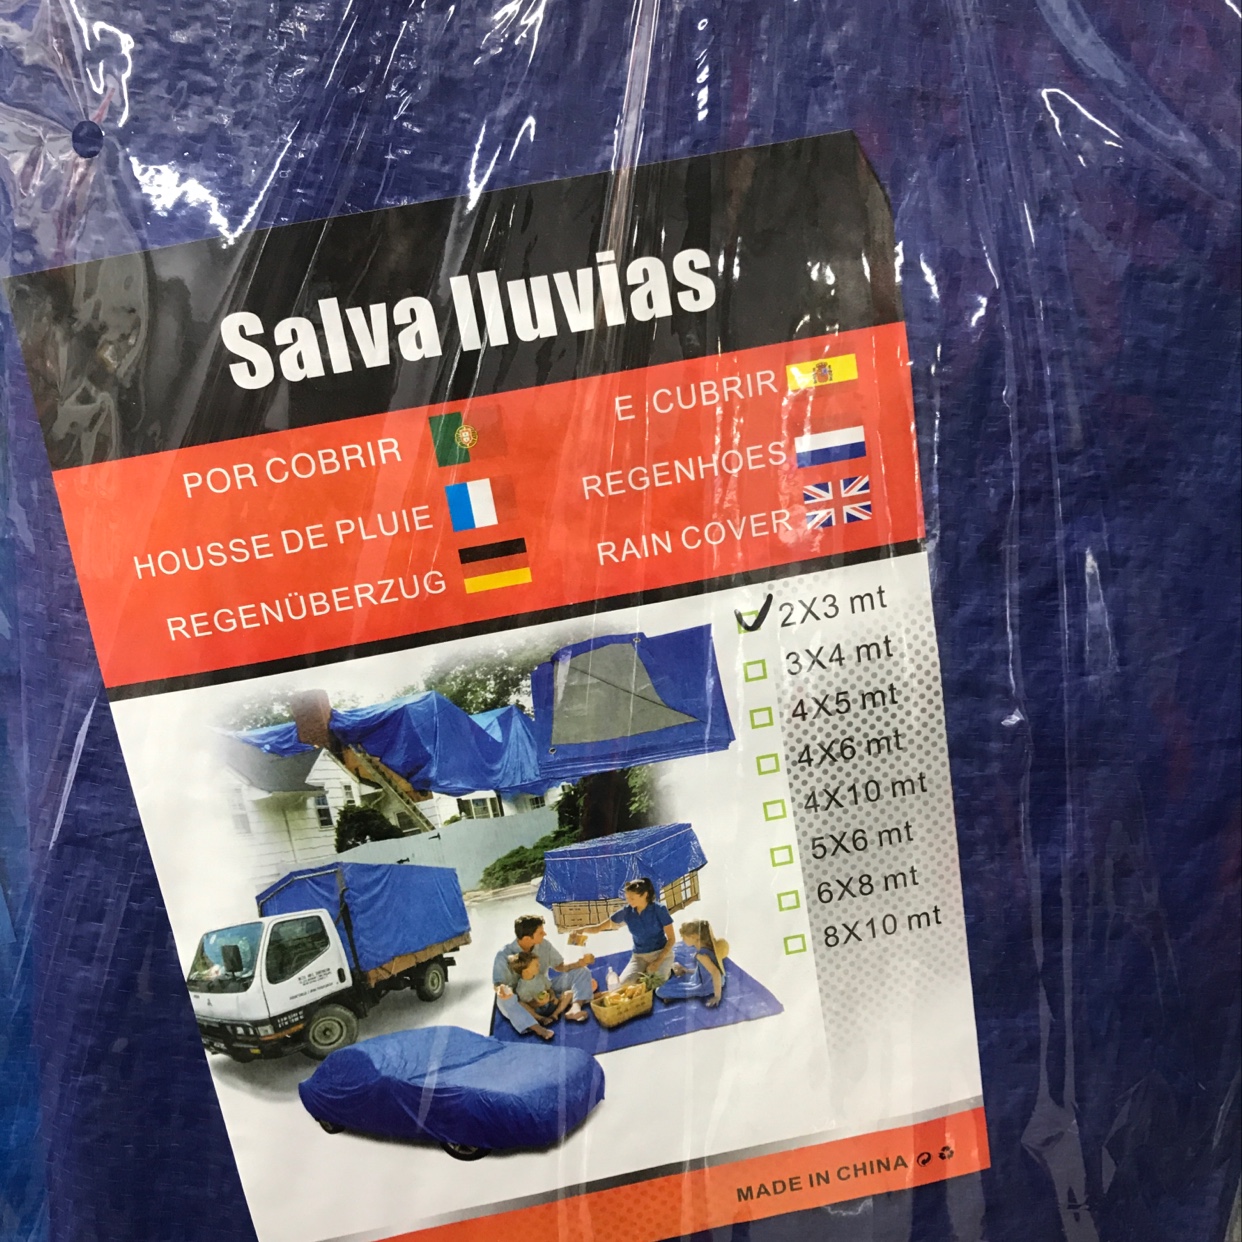 Salva lluvias
POR COBRIR
E CUBRIR
HOUSSE DE PLUIE
REGENHOES
REGENÜBERZUG
RAIN COVER
2X3 mt
3X4 mt
4X5 mt
4X6 mt
4X10 mt
5X6 mt
6X8 mt
8X10 mt
MADE IN CHINA